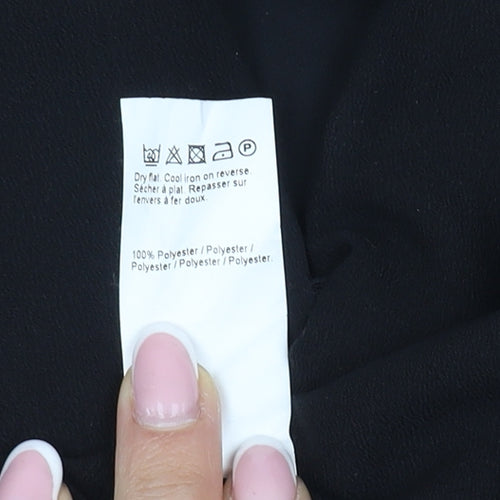 P
Dry flat. Cool iron on reverse.
Sécher à plat. Repasser sur
l'envers à fer doux.
100% Polyester / Polyester /
Polyester / Polyester / Polyester.